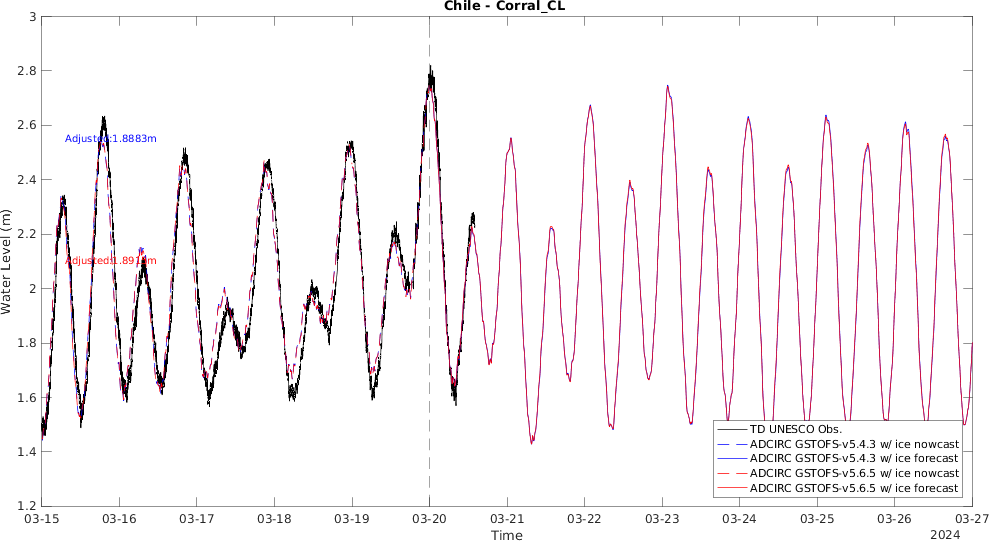 Chile - Corral_CL
3
2.8
2.6
2.4
2.2
2
1.8
1.6
1.4
1.2
Water Level (m)
Adjusted:1.8883m
TD UNESCO Obs.
ADCIRC GSTOFS-v5.4.3 w/ ice nowcast
ADCIRC GSTOFS-v5.4.3 w/ ice forecast
ADCIRC GSTOFS-v5.6.5 w/ ice nowcast
ADCIRC GSTOFS-v5.6.5 w/ ice forecast
03-15 03-16 03-17 03-18 03-19 03-20 03-21 03-22 03-23 03-24 03-25 03-26 03-27
Time
2024